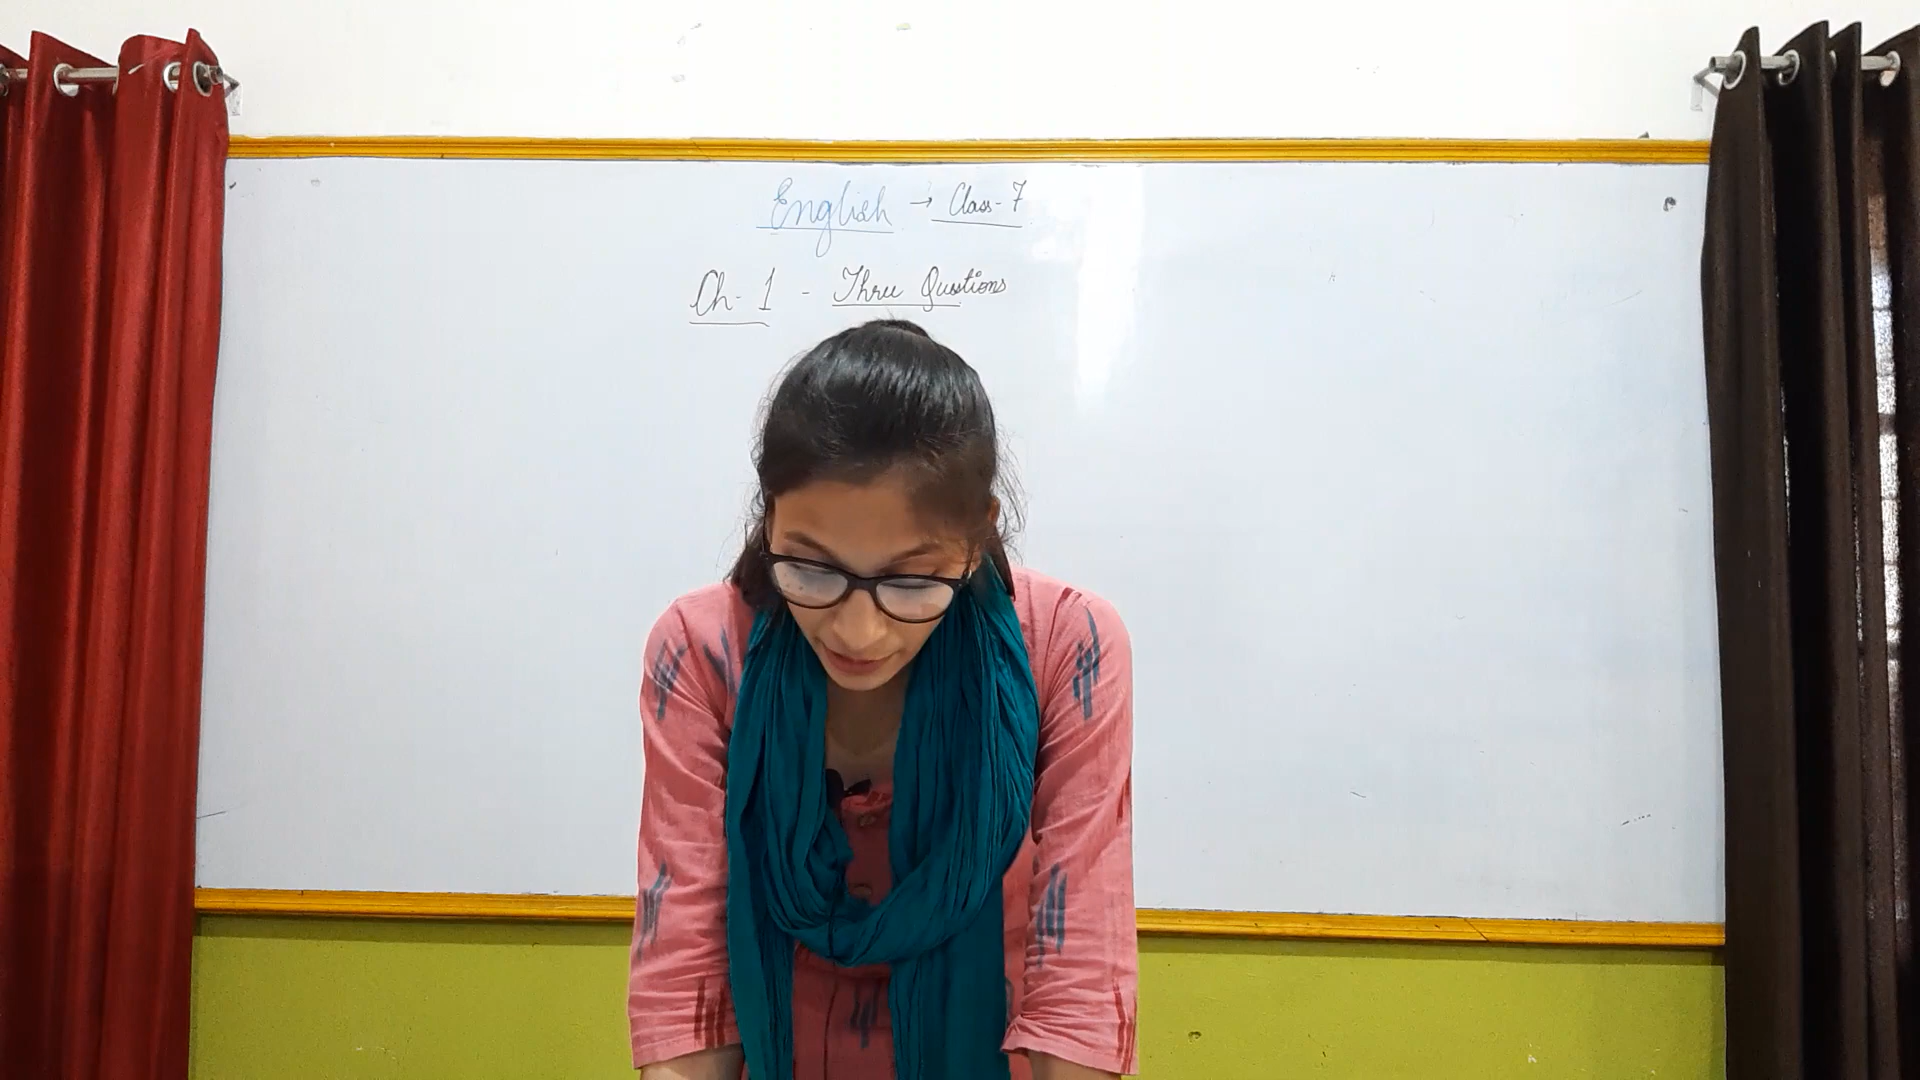 English → Class-7
Ch-1 - Three Questions